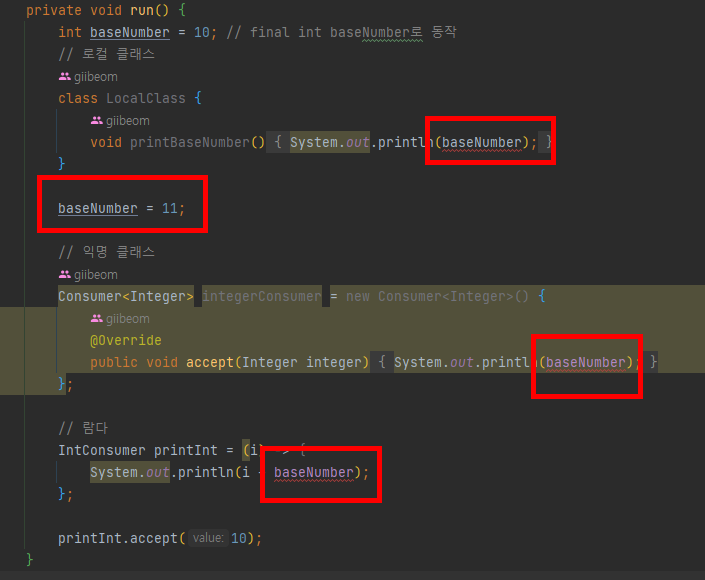 private void run() {
int baseNumber = 10; // final int baseNumber로 동작
// 로컬 클래스
giibeom
class LocalClass {
giibeom
void printBaseNumber() { System.out.println(baseNumber); }
}
baseNumber = 11;
// 익명 클래스
giibeom
Consumer<Integer> integerConsumer = new Consumer<Integer>() {
giibeom
@Override
public void accept(Integer integer) { System.out.println(baseNumber); }
};
// 람다
IntConsumer printInt = (i) -> {
System.out.println(i baseNumber);
};
printInt.accept( value: 10);
}